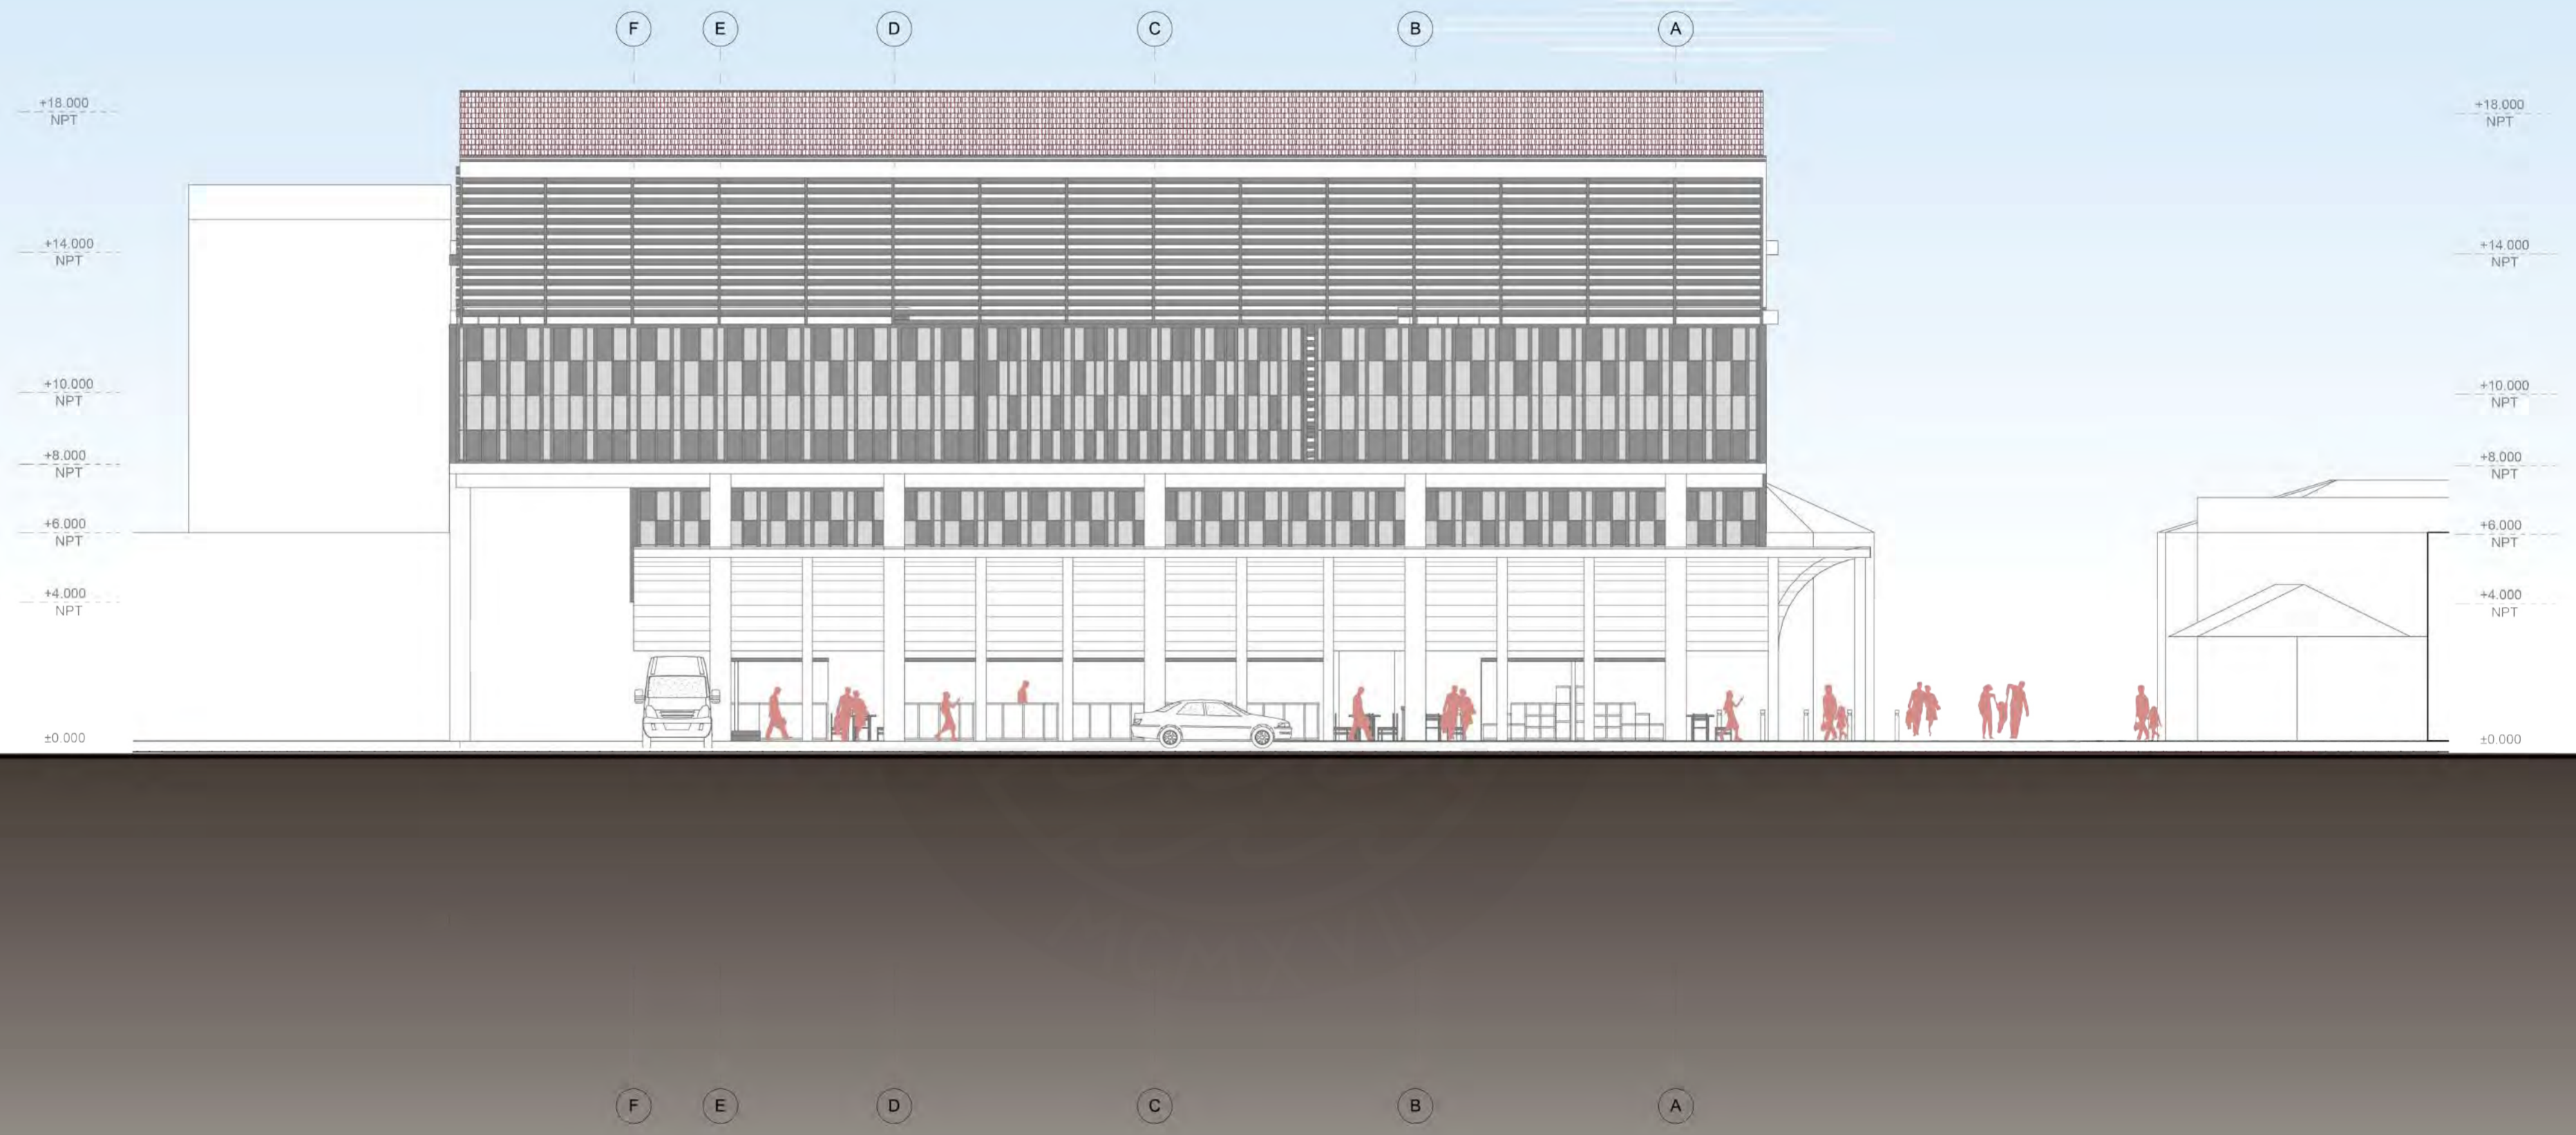 F E D C B A
+18.000
NPT
+18.000
NPT
+14.000
NPT
+14.000
NPT
+10.000
NPT
+10.000
NPT
+8.000
NPT
+8.000
NPT
+6.000
NPT
+6.000
NPT
+4.000
NPT
+4.000
NPT
±0.000
±0.000
F E D C B A